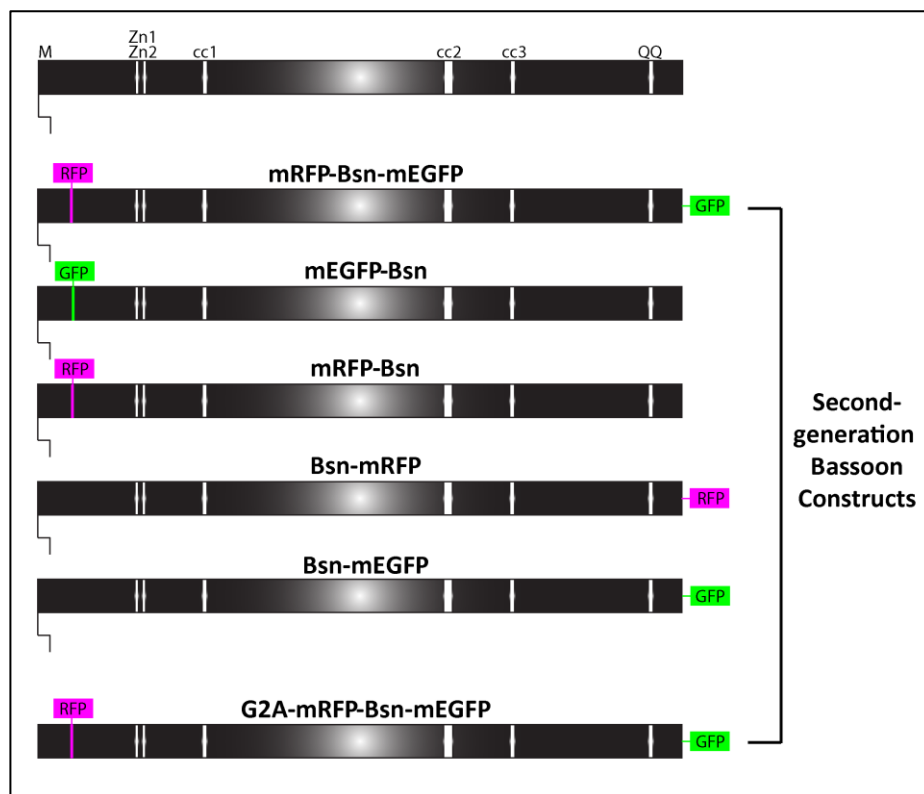 Zn1
M Zn2 cc1 cc2 cc3 QQ
RFP
mRFP-Bsn-mEGFP
GFP
GFP
mEGFP-Bsn
RFP
mRFP-Bsn
Bsn-mRFP
RFP
Bsn-mEGFP
GFP
RFP
G2A-mRFP-Bsn-mEGFP
GFP
Second-
generation
Bassoon
Constructs